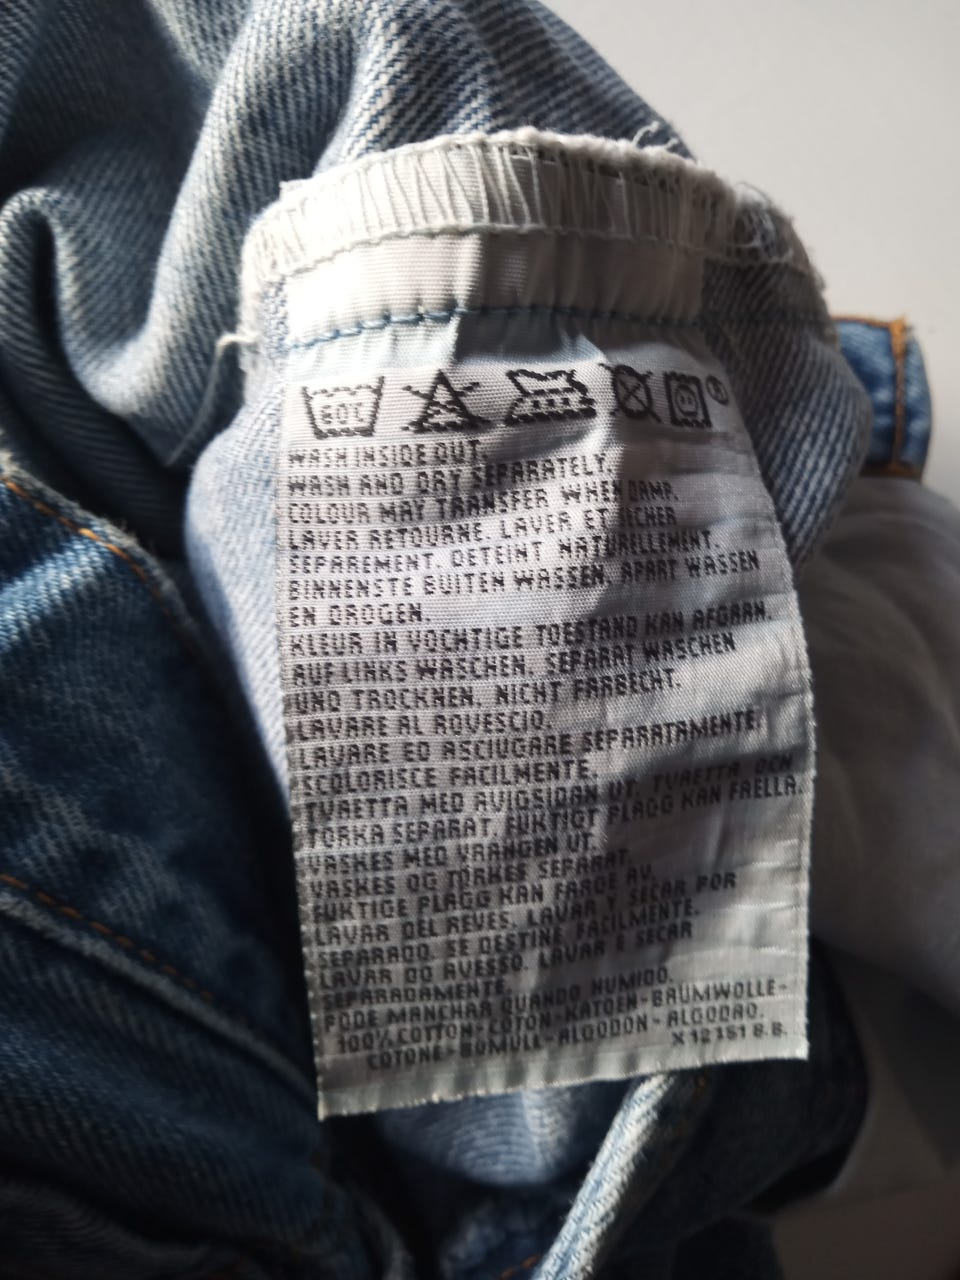 60°C
WASH INSIDE OUT.
WASH AND DRY SEPARATELY.
COLOUR MAY TRANSFER WHEN DAMP.
LAVER RETOURNE. LAVER ET SECHER
SEPAREMENT. DETEINT NATURELLEMENT.
BINNENSTE BUITEN WASSEN. APART WASSEN
EN DROGEN.
KLEUR IN VOCHTIGE TOESTAND KAN AFGAAN.
AUF LINKS WASCHEN. SEPARAT WASCHEN
UND TROCKNEN. NICHT FARBECHT.
LAVARE AL ROVESCIO.
LAVARE ED ASCIUGARE SEPARATAMENTE.
SCOLORISCE FACILMENTE.
TVAETTA MED AVIGSIDAN UT. TVAETTA OCH
TORKA SEPARAT. FUKTIGT PLAGG KAN FAELLA.
VASKES MED VRANGEN UT.
VASKES OG TORKES SEPARAT.
FUKTIGE PLAGG KAN FARGE AV.
LAVAR DEL REVES. LAVAR Y SECAR POR
SEPARADO. SE DESTINE FACILMENTE.
LAVAR DO AVESSO. LAVAR E SECAR
SEPARADAMENTE.
PODE MANCHAR QUANDO HUMIDO.
100% COTTON-COTON-KATOEN-BAUMWOLLE-
COTONE-BOMULL-ALGODON-ALGODAO.
X 12151 B.B.